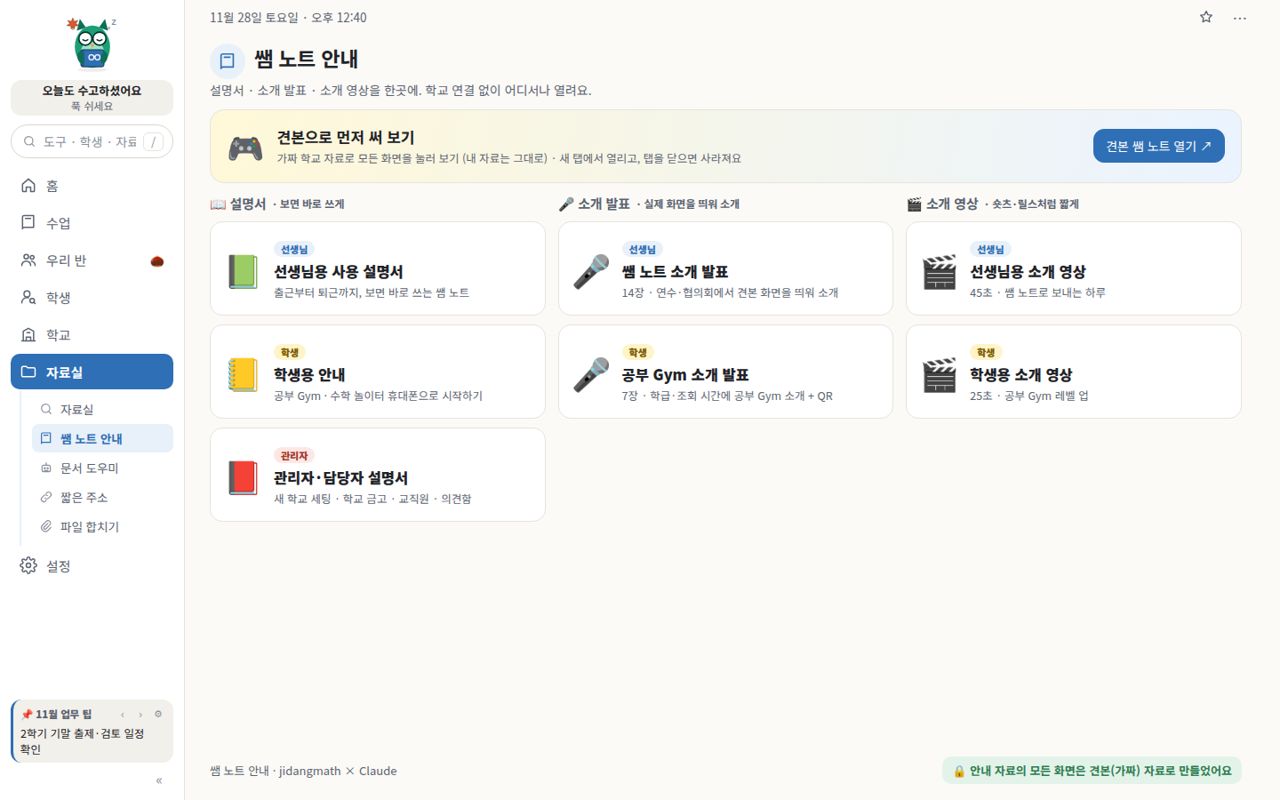 z
오늘도 수고하셨어요
푹 쉬세요
도구 · 학생 · 자료
/
홈
수업
우리 반
학생
학교
자료실
자료실
쌤 노트 안내
문서 도우미
짧은 주소
파일 합치기
설정
📌 11월 업무 팁
2학기 기말 출제·검토 일정
확인
«
11월 28일 토요일 · 오후 12:40
쌤 노트 안내
설명서 · 소개 발표 · 소개 영상을 한곳에. 학교 연결 없이 어디서나 열려요.
견본으로 먼저 써 보기
가짜 학교 자료로 모든 화면을 눌러 보기 (내 자료는 그대로) · 새 탭에서 열리고, 탭을 닫으면 사라져요
견본 쌤 노트 열기 ↗
📖 설명서 · 보면 바로 쓰게
선생님
선생님용 사용 설명서
출근부터 퇴근까지, 보면 바로 쓰는 쌤 노트
학생
학생용 안내
공부 Gym · 수학 놀이터 휴대폰으로 시작하기
관리자
관리자·담당자 설명서
새 학교 세팅 · 학교 금고 · 교직원 · 의견함
🎤 소개 발표 · 실제 화면을 띄워 소개
선생님
쌤 노트 소개 발표
14장 · 연수·협의회에서 견본 화면을 띄워 소개
학생
공부 Gym 소개 발표
7장 · 학급·조회 시간에 공부 Gym 소개 + QR
🎬 소개 영상 · 숏츠·릴스처럼 짧게
선생님
선생님용 소개 영상
45초 · 쌤 노트로 보내는 하루
학생
학생용 소개 영상
25초 · 공부 Gym 레벨 업
쌤 노트 안내 · jidangmath × Claude
🔒 안내 자료의 모든 화면은 견본(가짜) 자료로 만들었어요